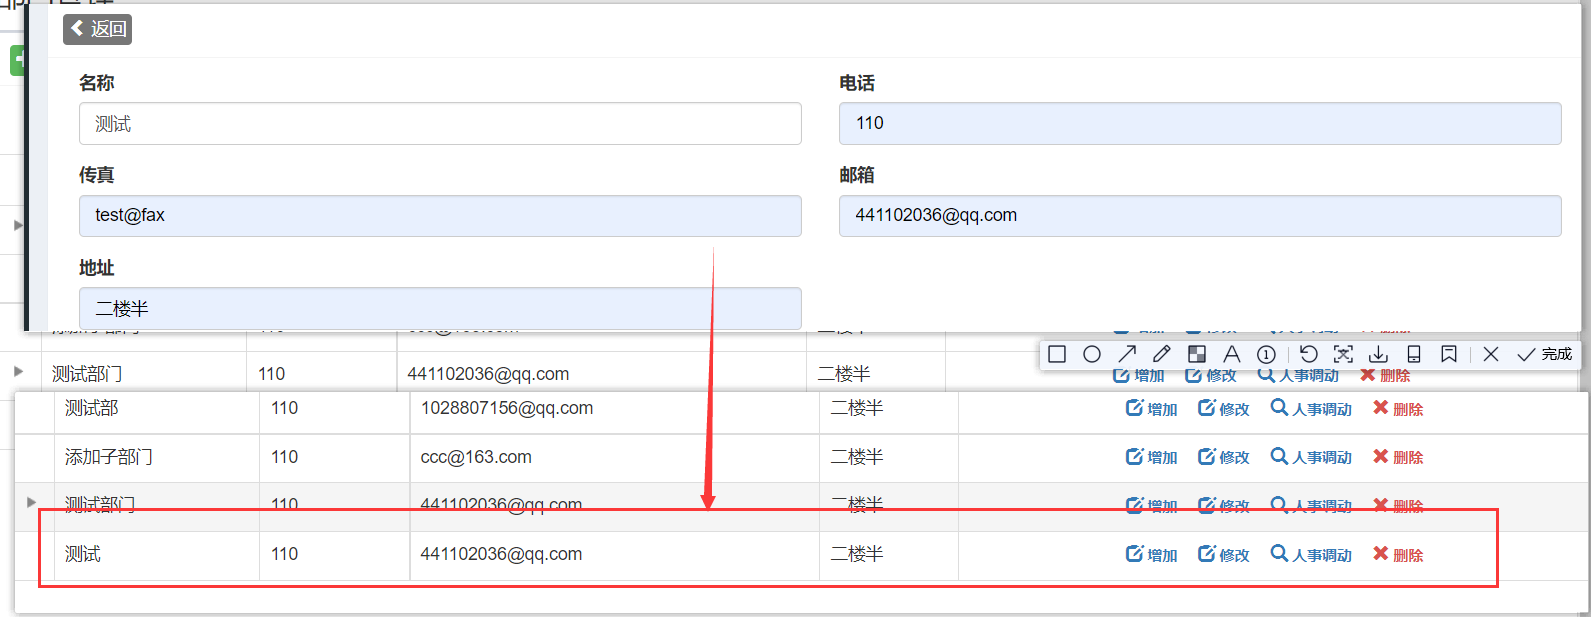 返回
名称
电话
测试
110
传真
邮箱
test@fax
441102036@qq.com
地址
二楼半
完成
测试部门 110 441102036@qq.com 二楼半 增加 修改 人事调动 删除
测试部 110 1028807156@qq.com 二楼半 增加 修改 人事调动 删除
添加子部门 110 ccc@163.com 二楼半 增加 修改 人事调动 删除
测试部门 110 441102036@qq.com 二楼半 增加 修改 人事调动 删除
测试 110 441102036@qq.com 二楼半 增加 修改 人事调动 删除